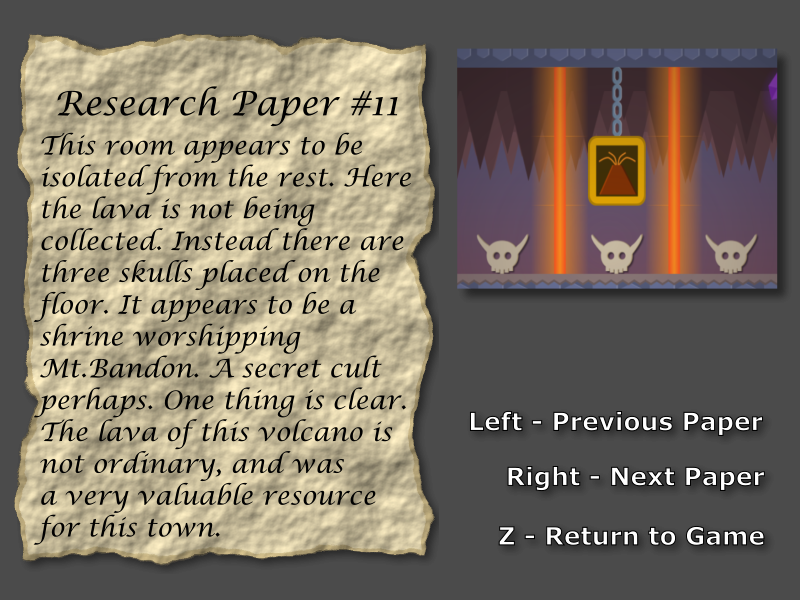 Research Paper #11
This room appears to be
isolated from the rest. Here
the lava is not being
collected. Instead there are
three skulls placed on the
floor. It appears to be a
shrine worshipping
Mt.Bandon. A secret cult
perhaps. One thing is clear.
The lava of this volcano is
not ordinary, and was
a very valuable resource
for this town.
Left - Previous Paper
Right - Next Paper
Z - Return to Game